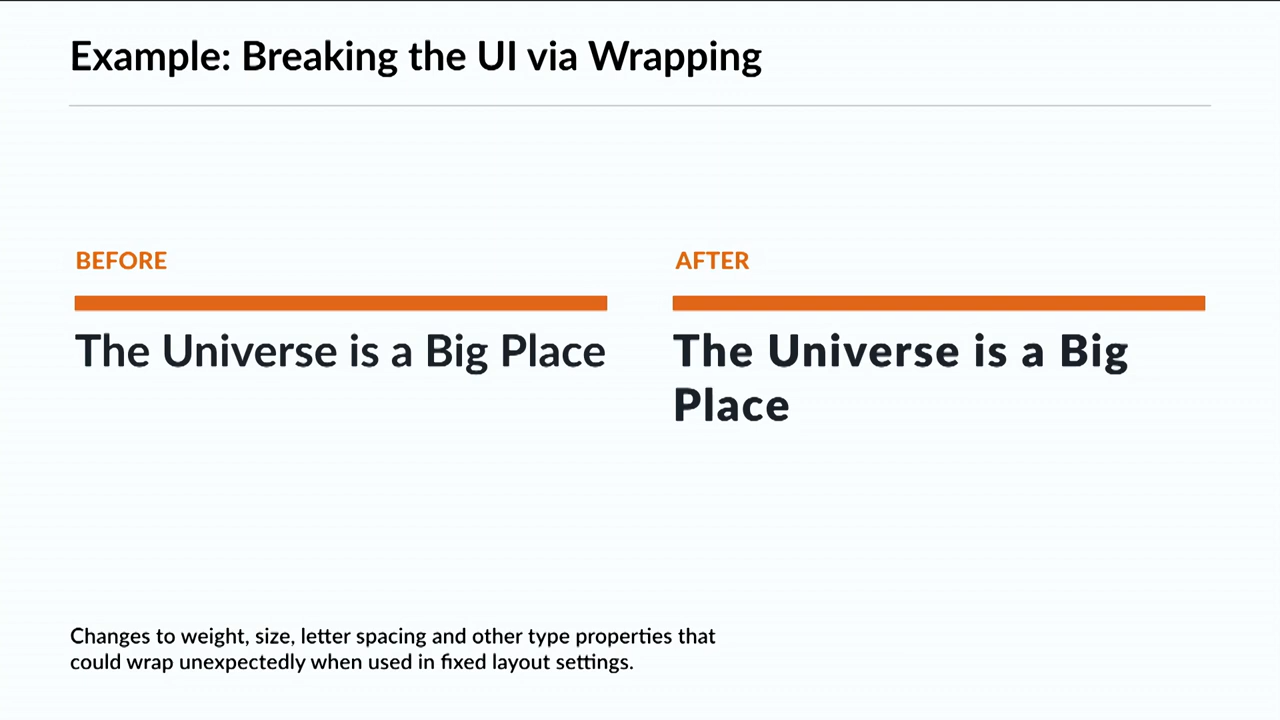 Example: Breaking the UI via Wrapping
BEFORE
The Universe is a Big Place
AFTER
The Universe is a Big
Place
Changes to weight, size, letter spacing and other type properties that
could wrap unexpectedly when used in fixed layout settings.